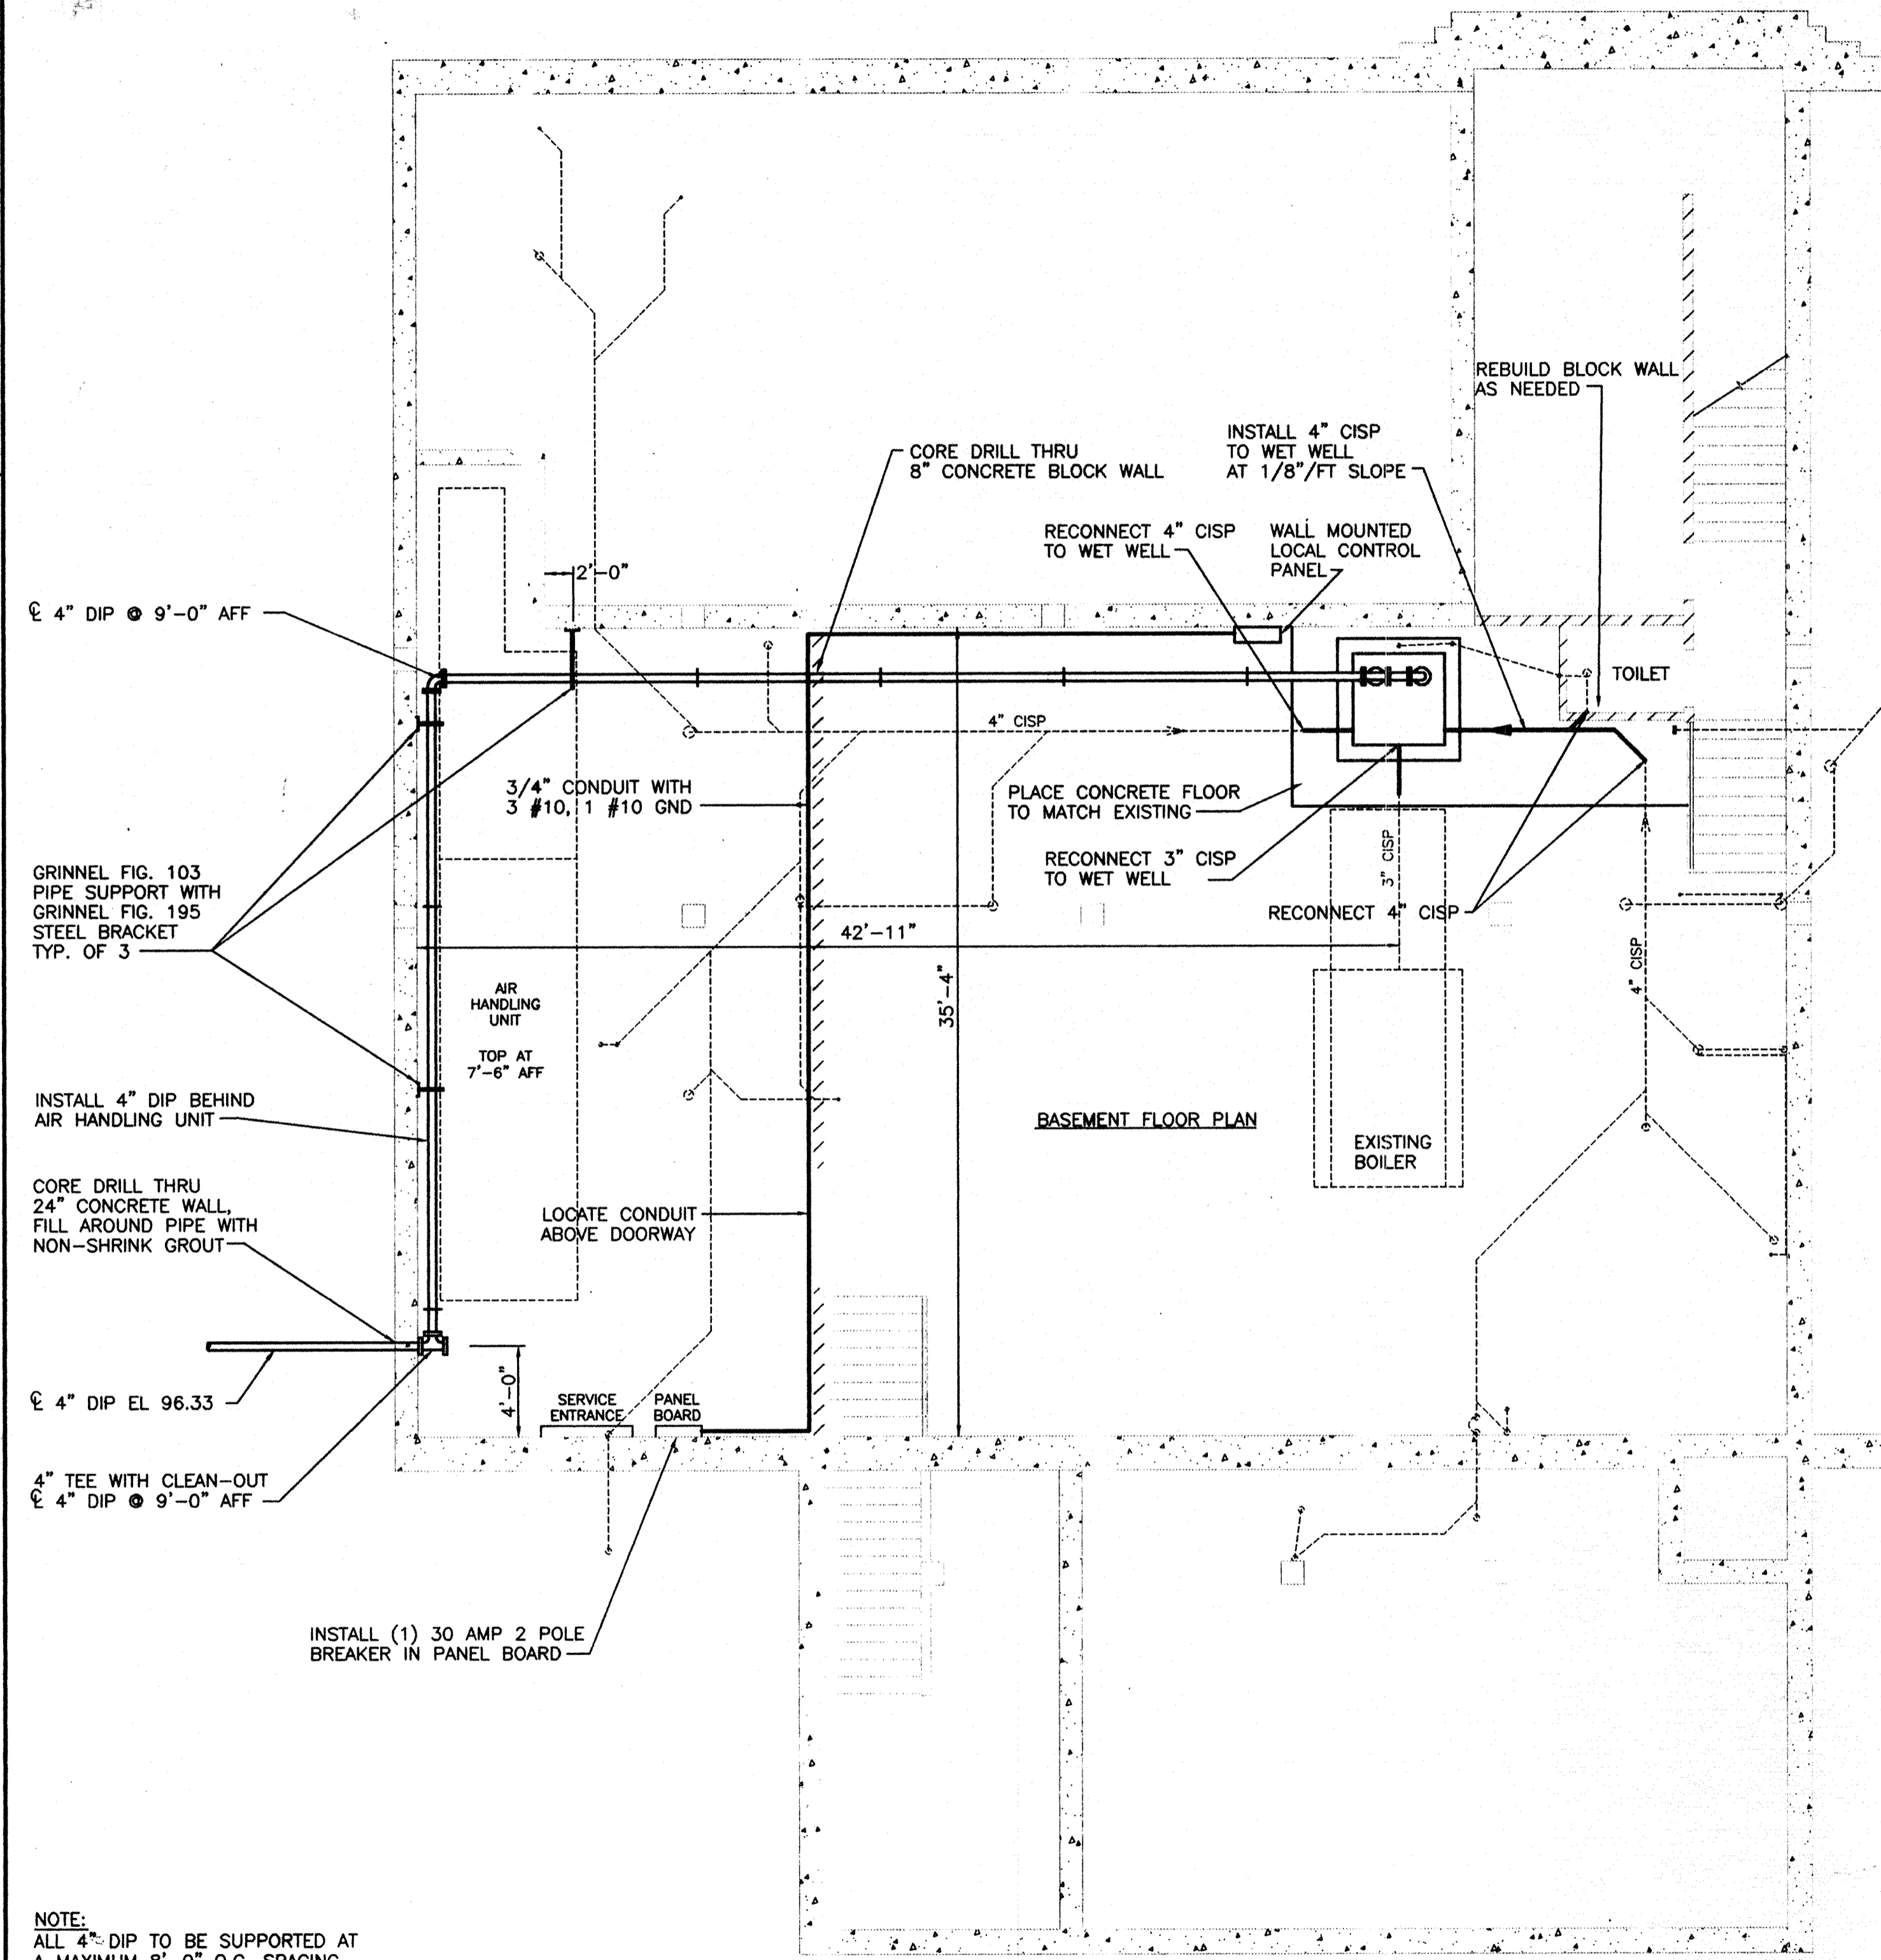 REBUILD BLOCK WALL
AS NEEDED
CORE DRILL THRU
8" CONCRETE BLOCK WALL
INSTALL 4" CISP
TO WET WELL
AT 1/8"/FT SLOPE
RECONNECT 4" CISP
TO WET WELL
WALL MOUNTED
LOCAL CONTROL
PANEL
2'-0"
℄ 4" DIP @ 9'-0" AFF
TOILET
4" CISP
3/4" CONDUIT WITH
3 #10, 1 #10 GND
PLACE CONCRETE FLOOR
TO MATCH EXISTING
RECONNECT 3" CISP
TO WET WELL
3" CISP
RECONNECT 4" CISP
GRINNEL FIG. 103
PIPE SUPPORT WITH
GRINNEL FIG. 195
STEEL BRACKET
TYP. OF 3
42'-11"
35'-4"
4" CISP
AIR
HANDLING
UNIT
TOP AT
7'-6" AFF
INSTALL 4" DIP BEHIND
AIR HANDLING UNIT
BASEMENT FLOOR PLAN
EXISTING
BOILER
CORE DRILL THRU
24" CONCRETE WALL,
FILL AROUND PIPE WITH
NON-SHRINK GROUT
LOCATE CONDUIT
ABOVE DOORWAY
℄ 4" DIP EL 96.33
4'-0"
SERVICE
ENTRANCE
PANEL
BOARD
4" TEE WITH CLEAN-OUT
℄ 4" DIP @ 9'-0" AFF
INSTALL (1) 30 AMP 2 POLE
BREAKER IN PANEL BOARD
NOTE:
ALL 4" DIP TO BE SUPPORTED AT
A MAXIMUM 8'-0" O.C. SPACING